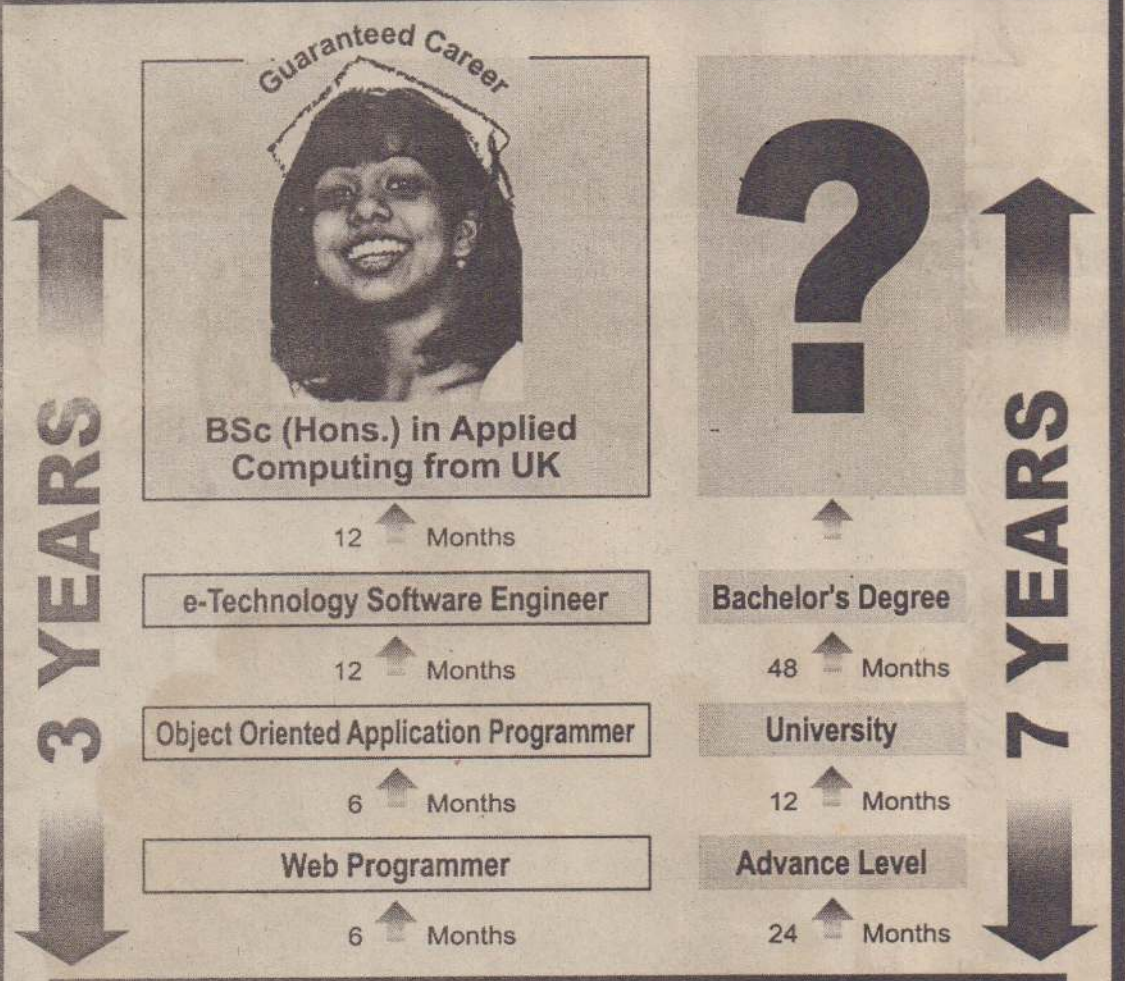 Guaranteed Career
BSc (Hons.) in Applied
Computing from UK
12 Months
e-Technology Software Engineer
12 Months
Object Oriented Application Programmer
6 Months
Web Programmer
6 Months
3 YEARS
?
Bachelor's Degree
48 Months
University
12 Months
Advance Level
24 Months
7 YEARS